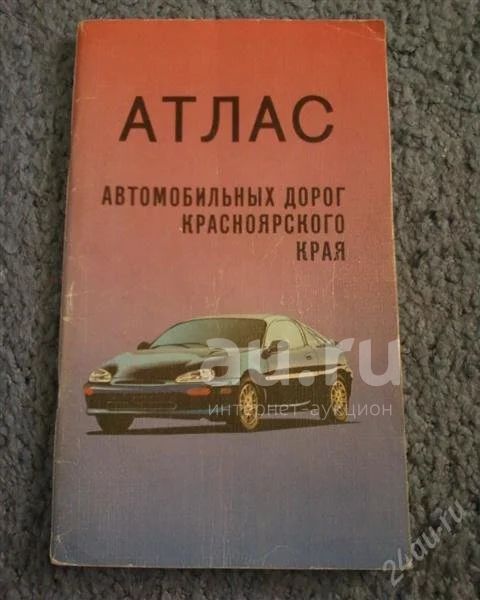 АТЛАС
АВТОМОБИЛЬНЫХ ДОРОГ
КРАСНОЯРСКОГО
КРАЯ
au.ru
интернет-аукцион
24au.ru